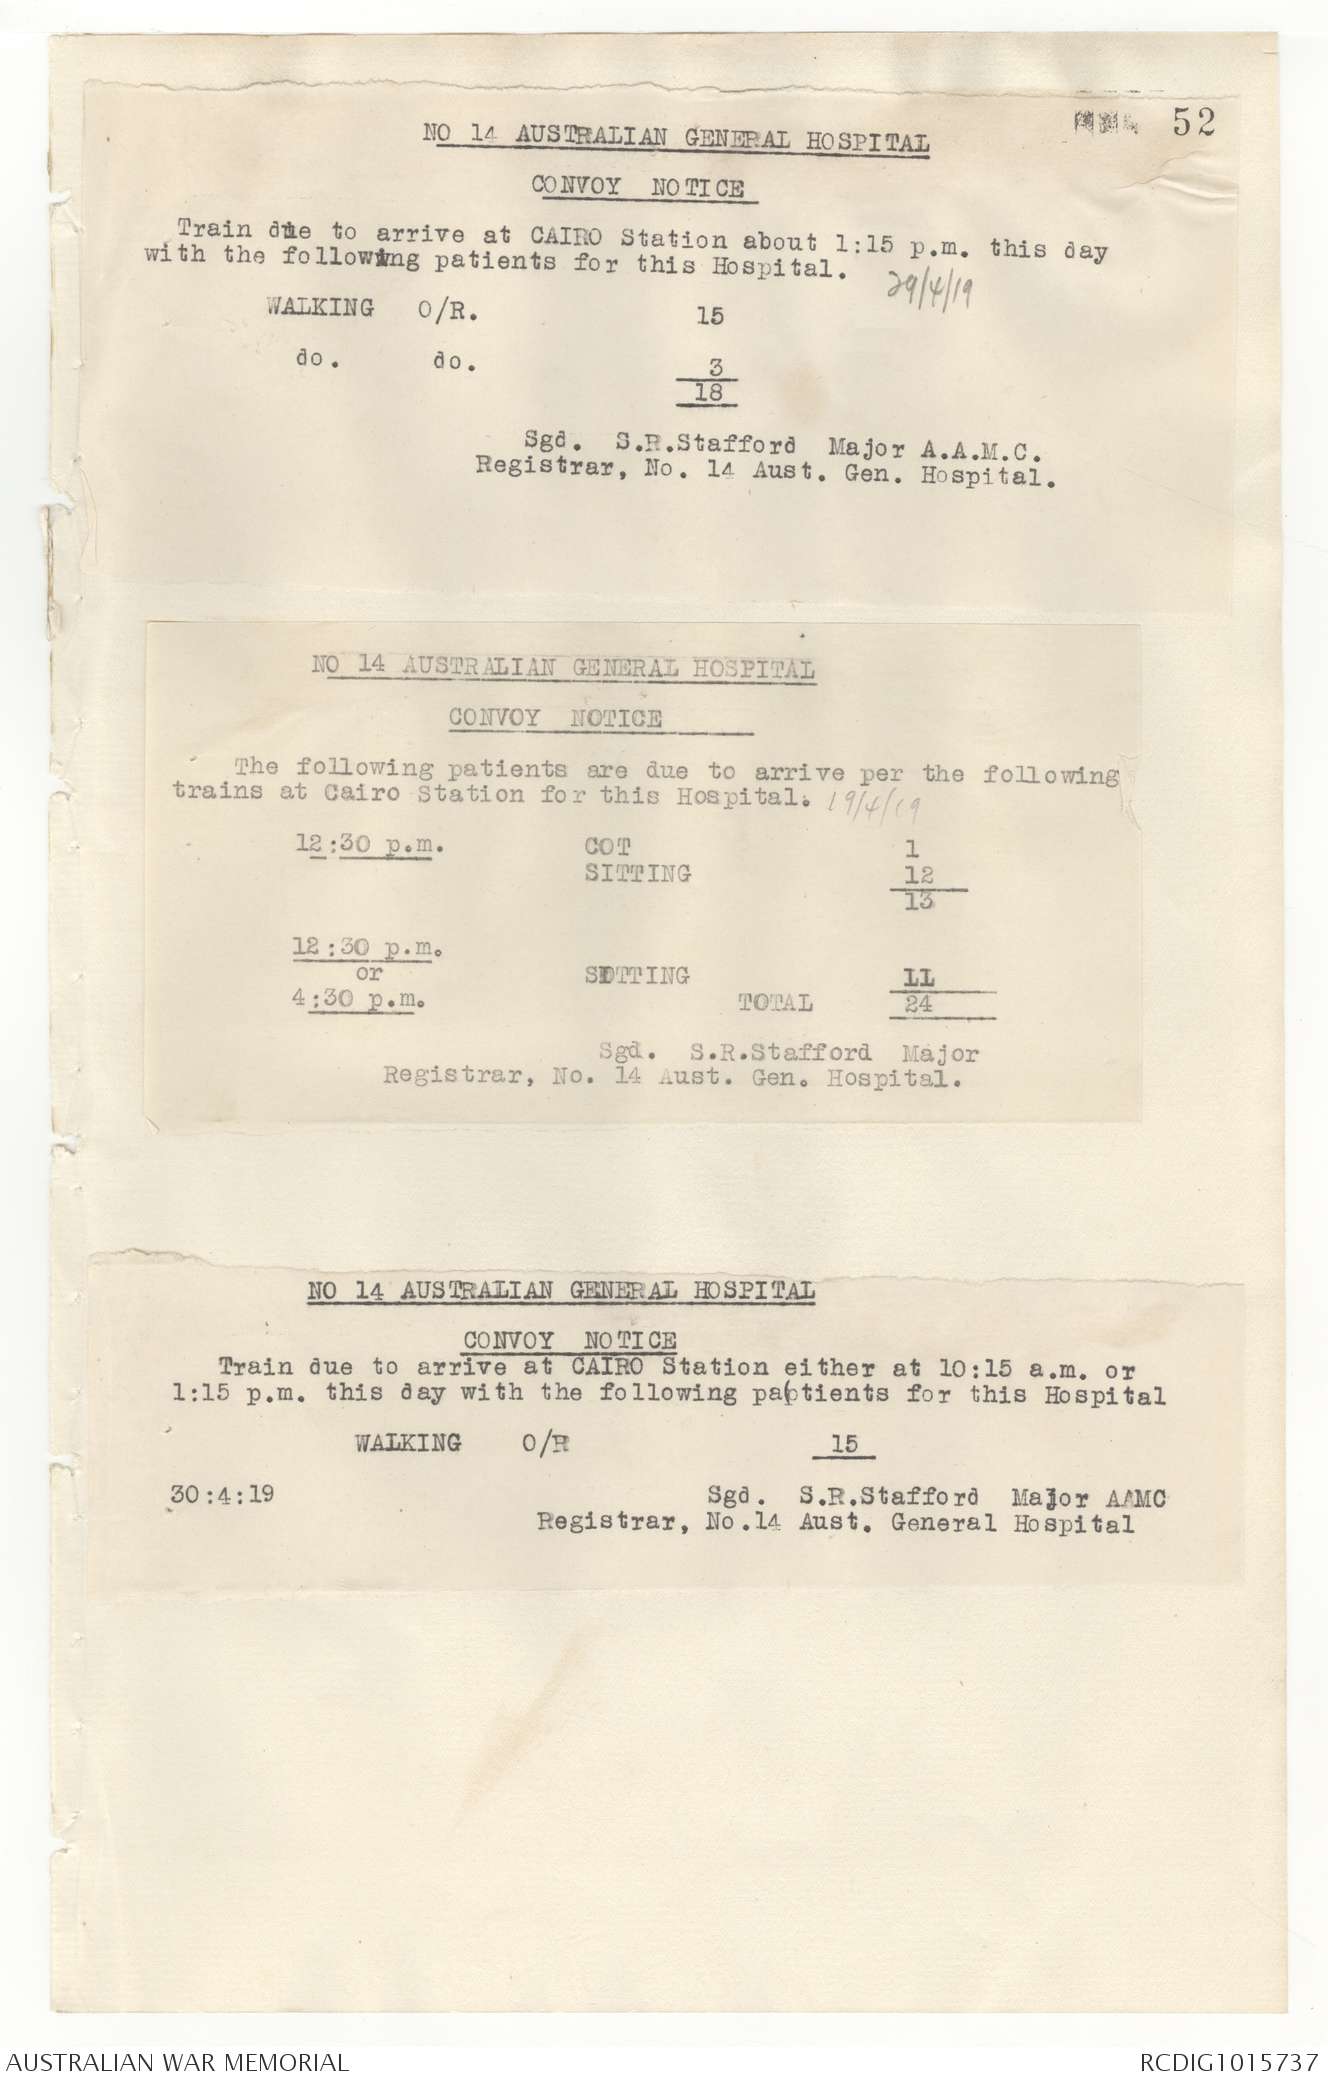 52
NO 14 AUSTRALIAN GENERAL HOSPITAL
CONVOY NOTICE
Train due to arrive at CAIRO Station about 1:15 p.m. this day
with the following patients for this Hospital.
29/4/19
WALKING O/R. 15
do. do. 3
18
Sgd. S.R.Stafford Major A.A.M.C.
Registrar, No. 14 Aust. Gen. Hospital.
NO 14 AUSTRALIAN GENERAL HOSPITAL
CONVOY NOTICE
The following patients are due to arrive per the following
trains at Cairo Station for this Hospital. 19/4/19
12:30 p.m. COT 1
SITTING 12
13
12:30 p.m.
or SITTING 11
4:30 p.m. TOTAL 24
Sgd. S.R.Stafford Major
Registrar, No. 14 Aust. Gen. Hospital.
NO 14 AUSTRALIAN GENERAL HOSPITAL
CONVOY NOTICE
Train due to arrive at CAIRO Station either at 10:15 a.m. or
1:15 p.m. this day with the following patients for this Hospital
WALKING O/R 15
30:4:19 Sgd. S.R.Stafford Major AAMC
Registrar, No.14 Aust. General Hospital
AUSTRALIAN WAR MEMORIAL RCDIG1015737